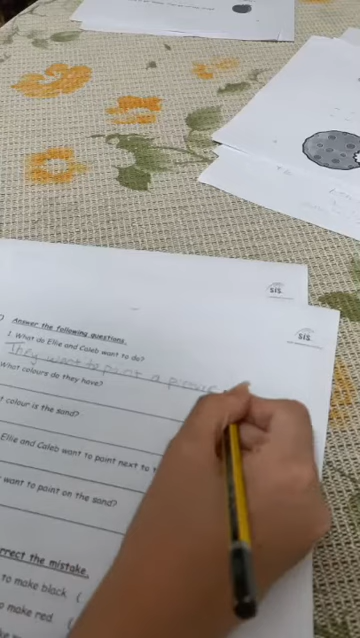 SIS
SIS
Answer the following questions.
1. What do Ellie and Caleb want to do?
They want to paint a picture
What colours do they have?
colour is the sand?
Ellie and Caleb want to paint next to
want to paint on the sand?
rrect the mistake.
to make black (
make red (